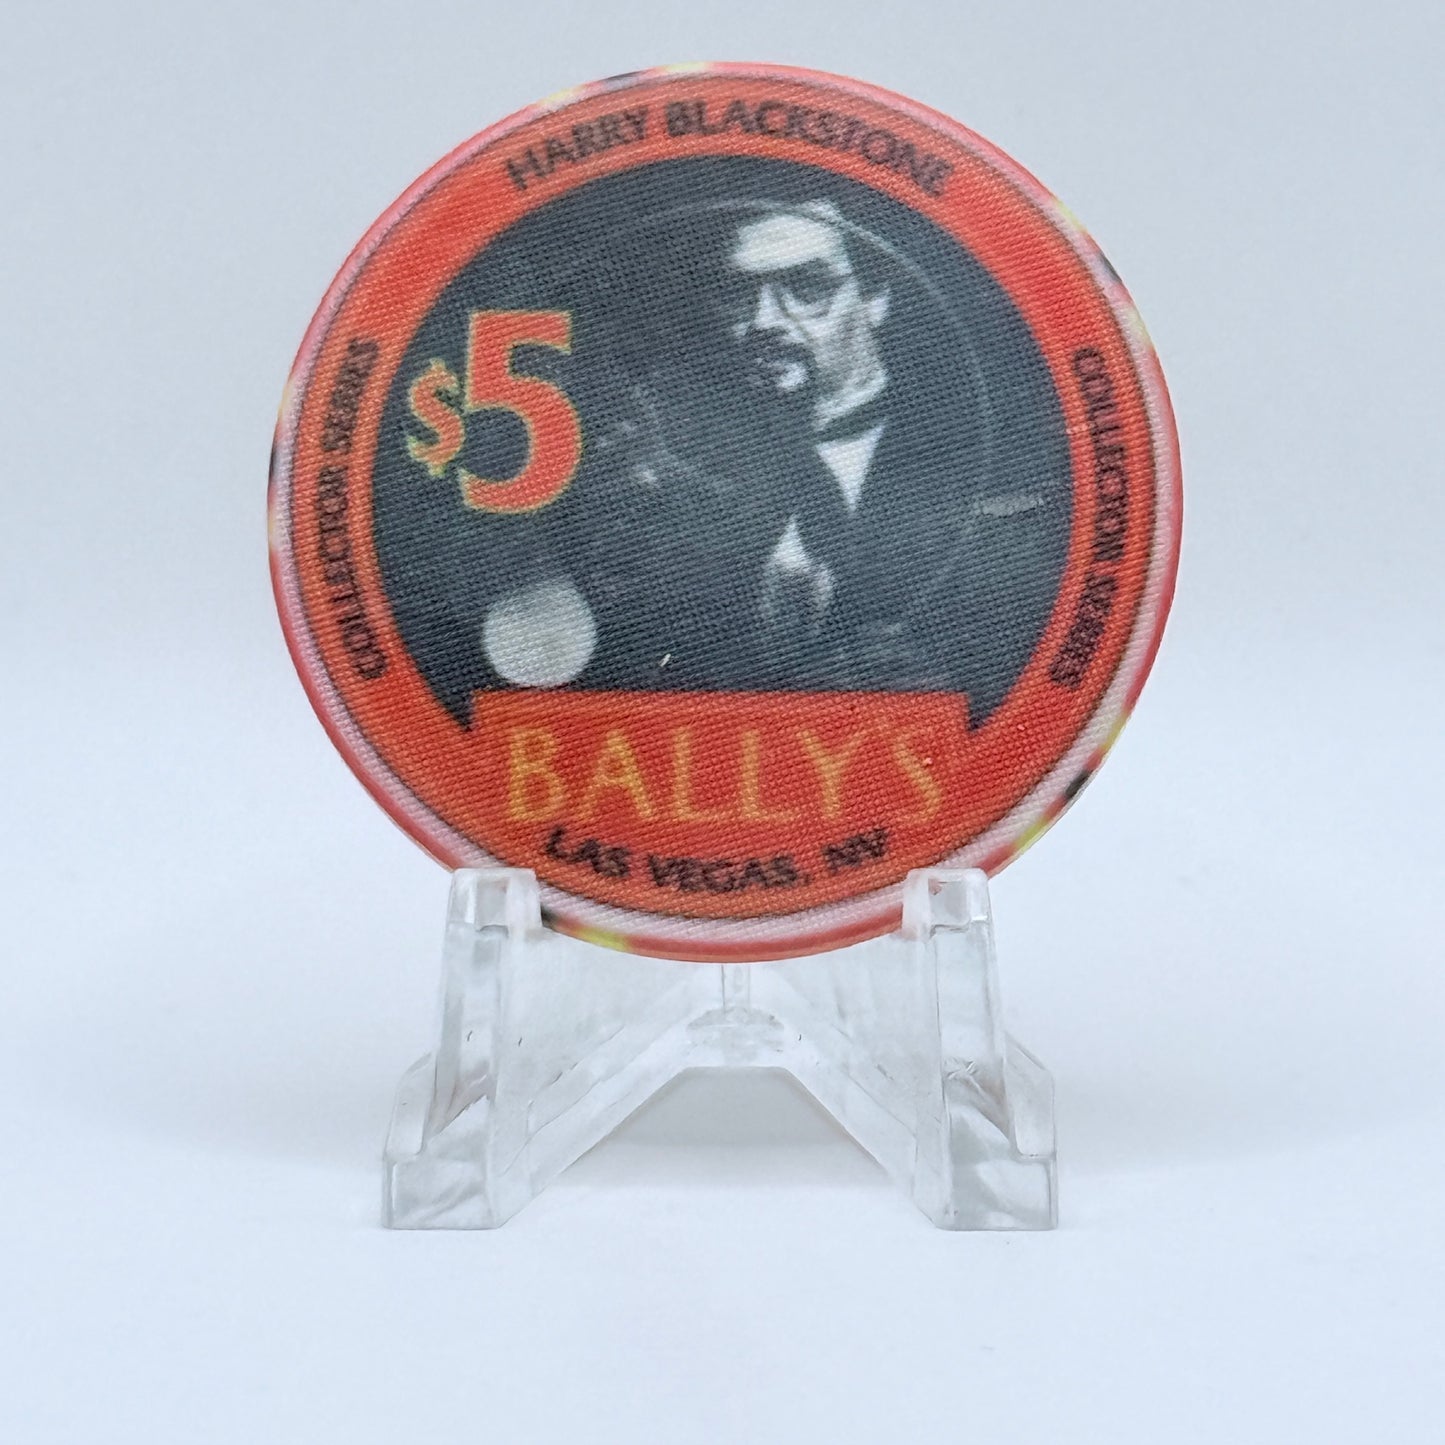 HARRY BLACKSTONE
COLLECTOR SERIES
$5
COLLECTOR SERIES
BALLY'S
LAS VEGAS, NV